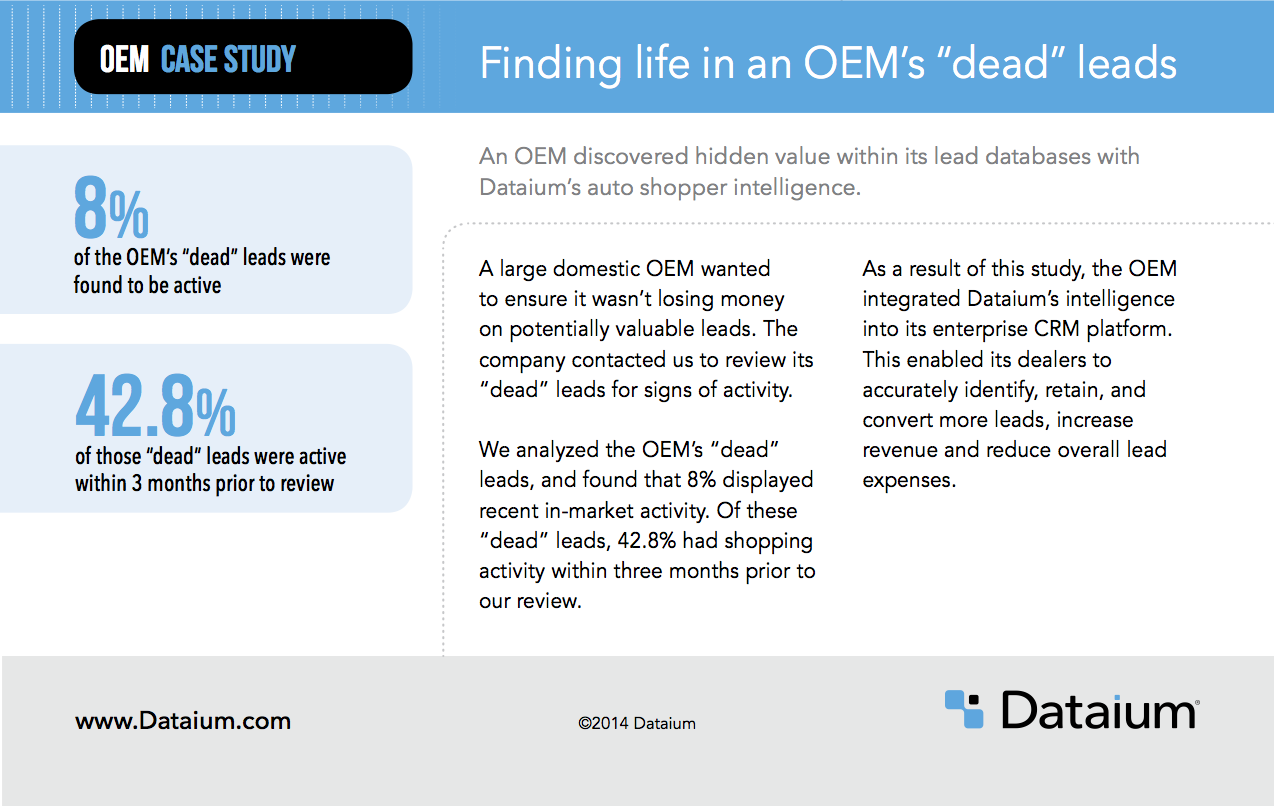 OEM CASE STUDY
Finding life in an OEM’s “dead” leads
8%
of the OEM’s “dead” leads were
found to be active
42.8%
of those “dead” leads were active
within 3 months prior to review
An OEM discovered hidden value within its lead databases with
Dataium’s auto shopper intelligence.
A large domestic OEM wanted
to ensure it wasn’t losing money
on potentially valuable leads. The
company contacted us to review its
“dead” leads for signs of activity.
We analyzed the OEM’s “dead”
leads, and found that 8% displayed
recent in-market activity. Of these
“dead” leads, 42.8% had shopping
activity within three months prior to
our review.
As a result of this study, the OEM
integrated Dataium’s intelligence
into its enterprise CRM platform.
This enabled its dealers to
accurately identify, retain, and
convert more leads, increase
revenue and reduce overall lead
expenses.
www.Dataium.com
©2014 Dataium
Dataium®